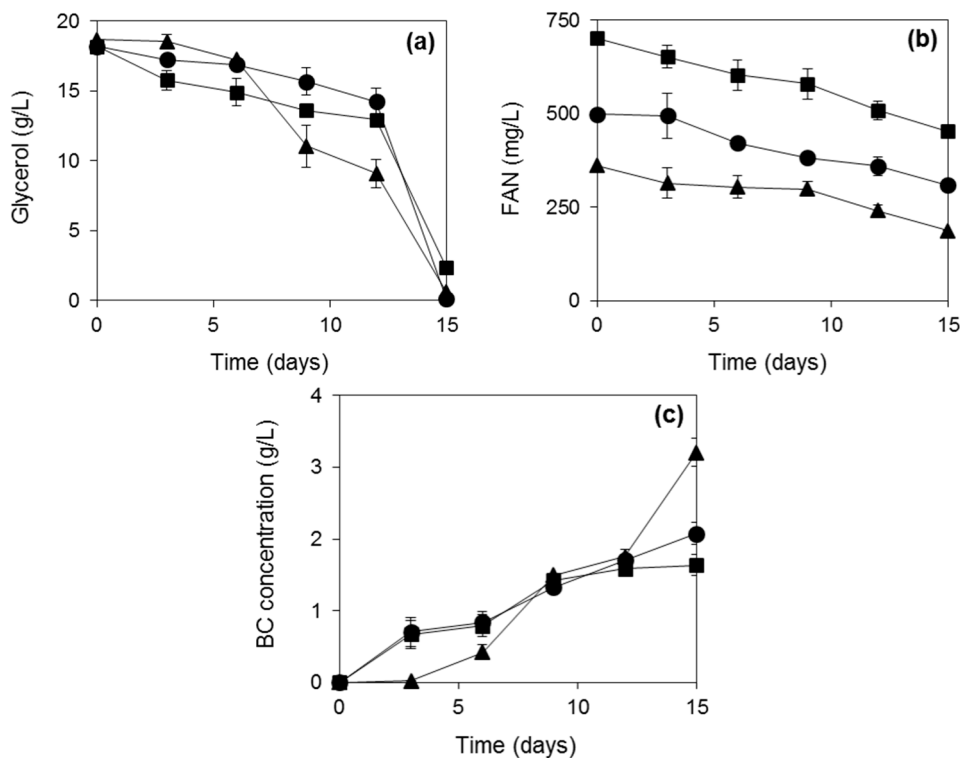 (a)
Glycerol (g/L)
20
15
10
5
0
0 5 10 15
Time (days)
(b)
FAN (mg/L)
750
500
250
0
0 5 10 15
Time (days)
(c)
BC concentration (g/L)
4
3
2
1
0
0 5 10 15
Time (days)